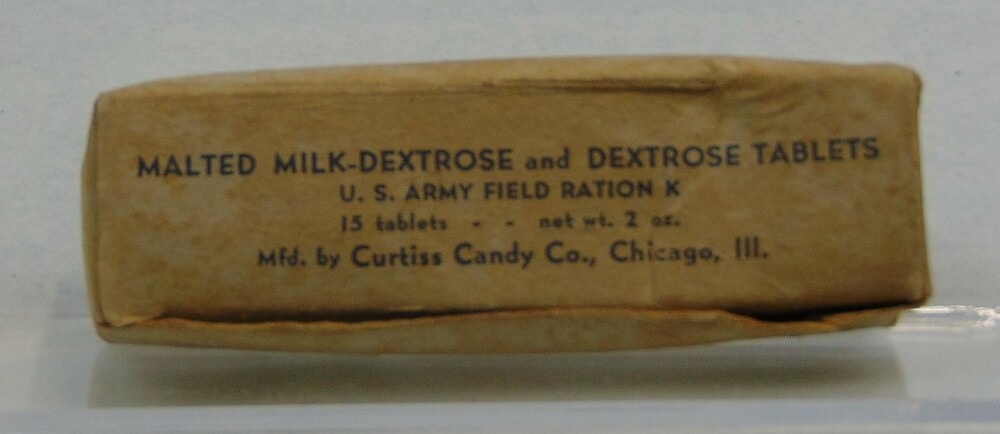 MALTED MILK-DEXTROSE and DEXTROSE TABLETS
U. S. ARMY FIELD RATION K
15 tablets - - net wt. 2 oz.
Mfd. by Curtiss Candy Co., Chicago, Ill.